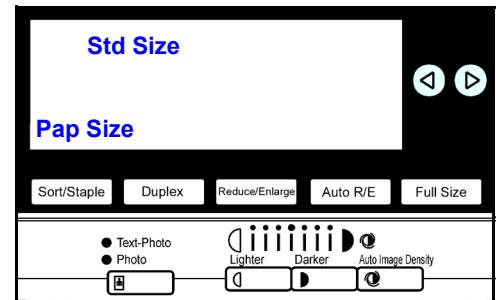 Std Size
Pap Size
Sort/Staple Duplex Reduce/Enlarge Auto R/E Full Size
Text-Photo
Photo
Lighter Darker Auto Image Density